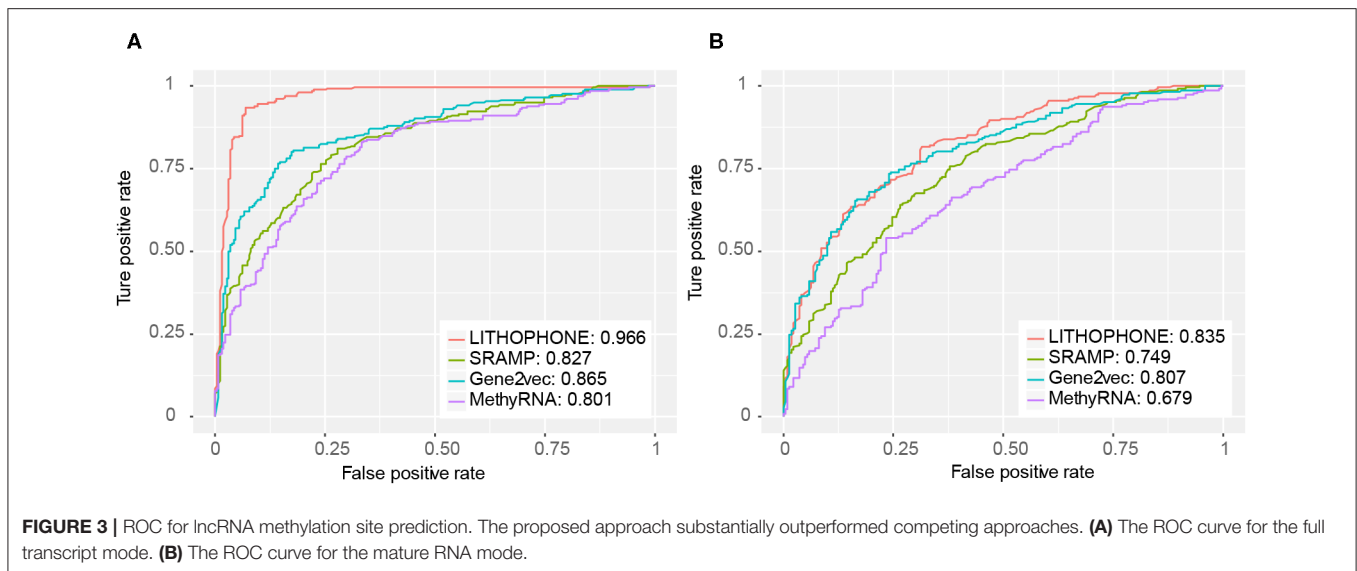 A
Ture positive rate
1
0.75
0.50
0.25
0
LITHOPHONE: 0.966
SRAMP: 0.827
Gene2vec: 0.865
MethyRNA: 0.801
0 0.25 0.50 0.75 1
False positive rate
B
Ture positive rate
1
0.75
0.50
0.25
0
LITHOPHONE: 0.835
SRAMP: 0.749
Gene2vec: 0.807
MethyRNA: 0.679
0 0.25 0.50 0.75 1
False positive rate
FIGURE 3 | ROC for lncRNA methylation site prediction. The proposed approach substantially outperformed competing approaches. (A) The ROC curve for the full
transcript mode. (B) The ROC curve for the mature RNA mode.